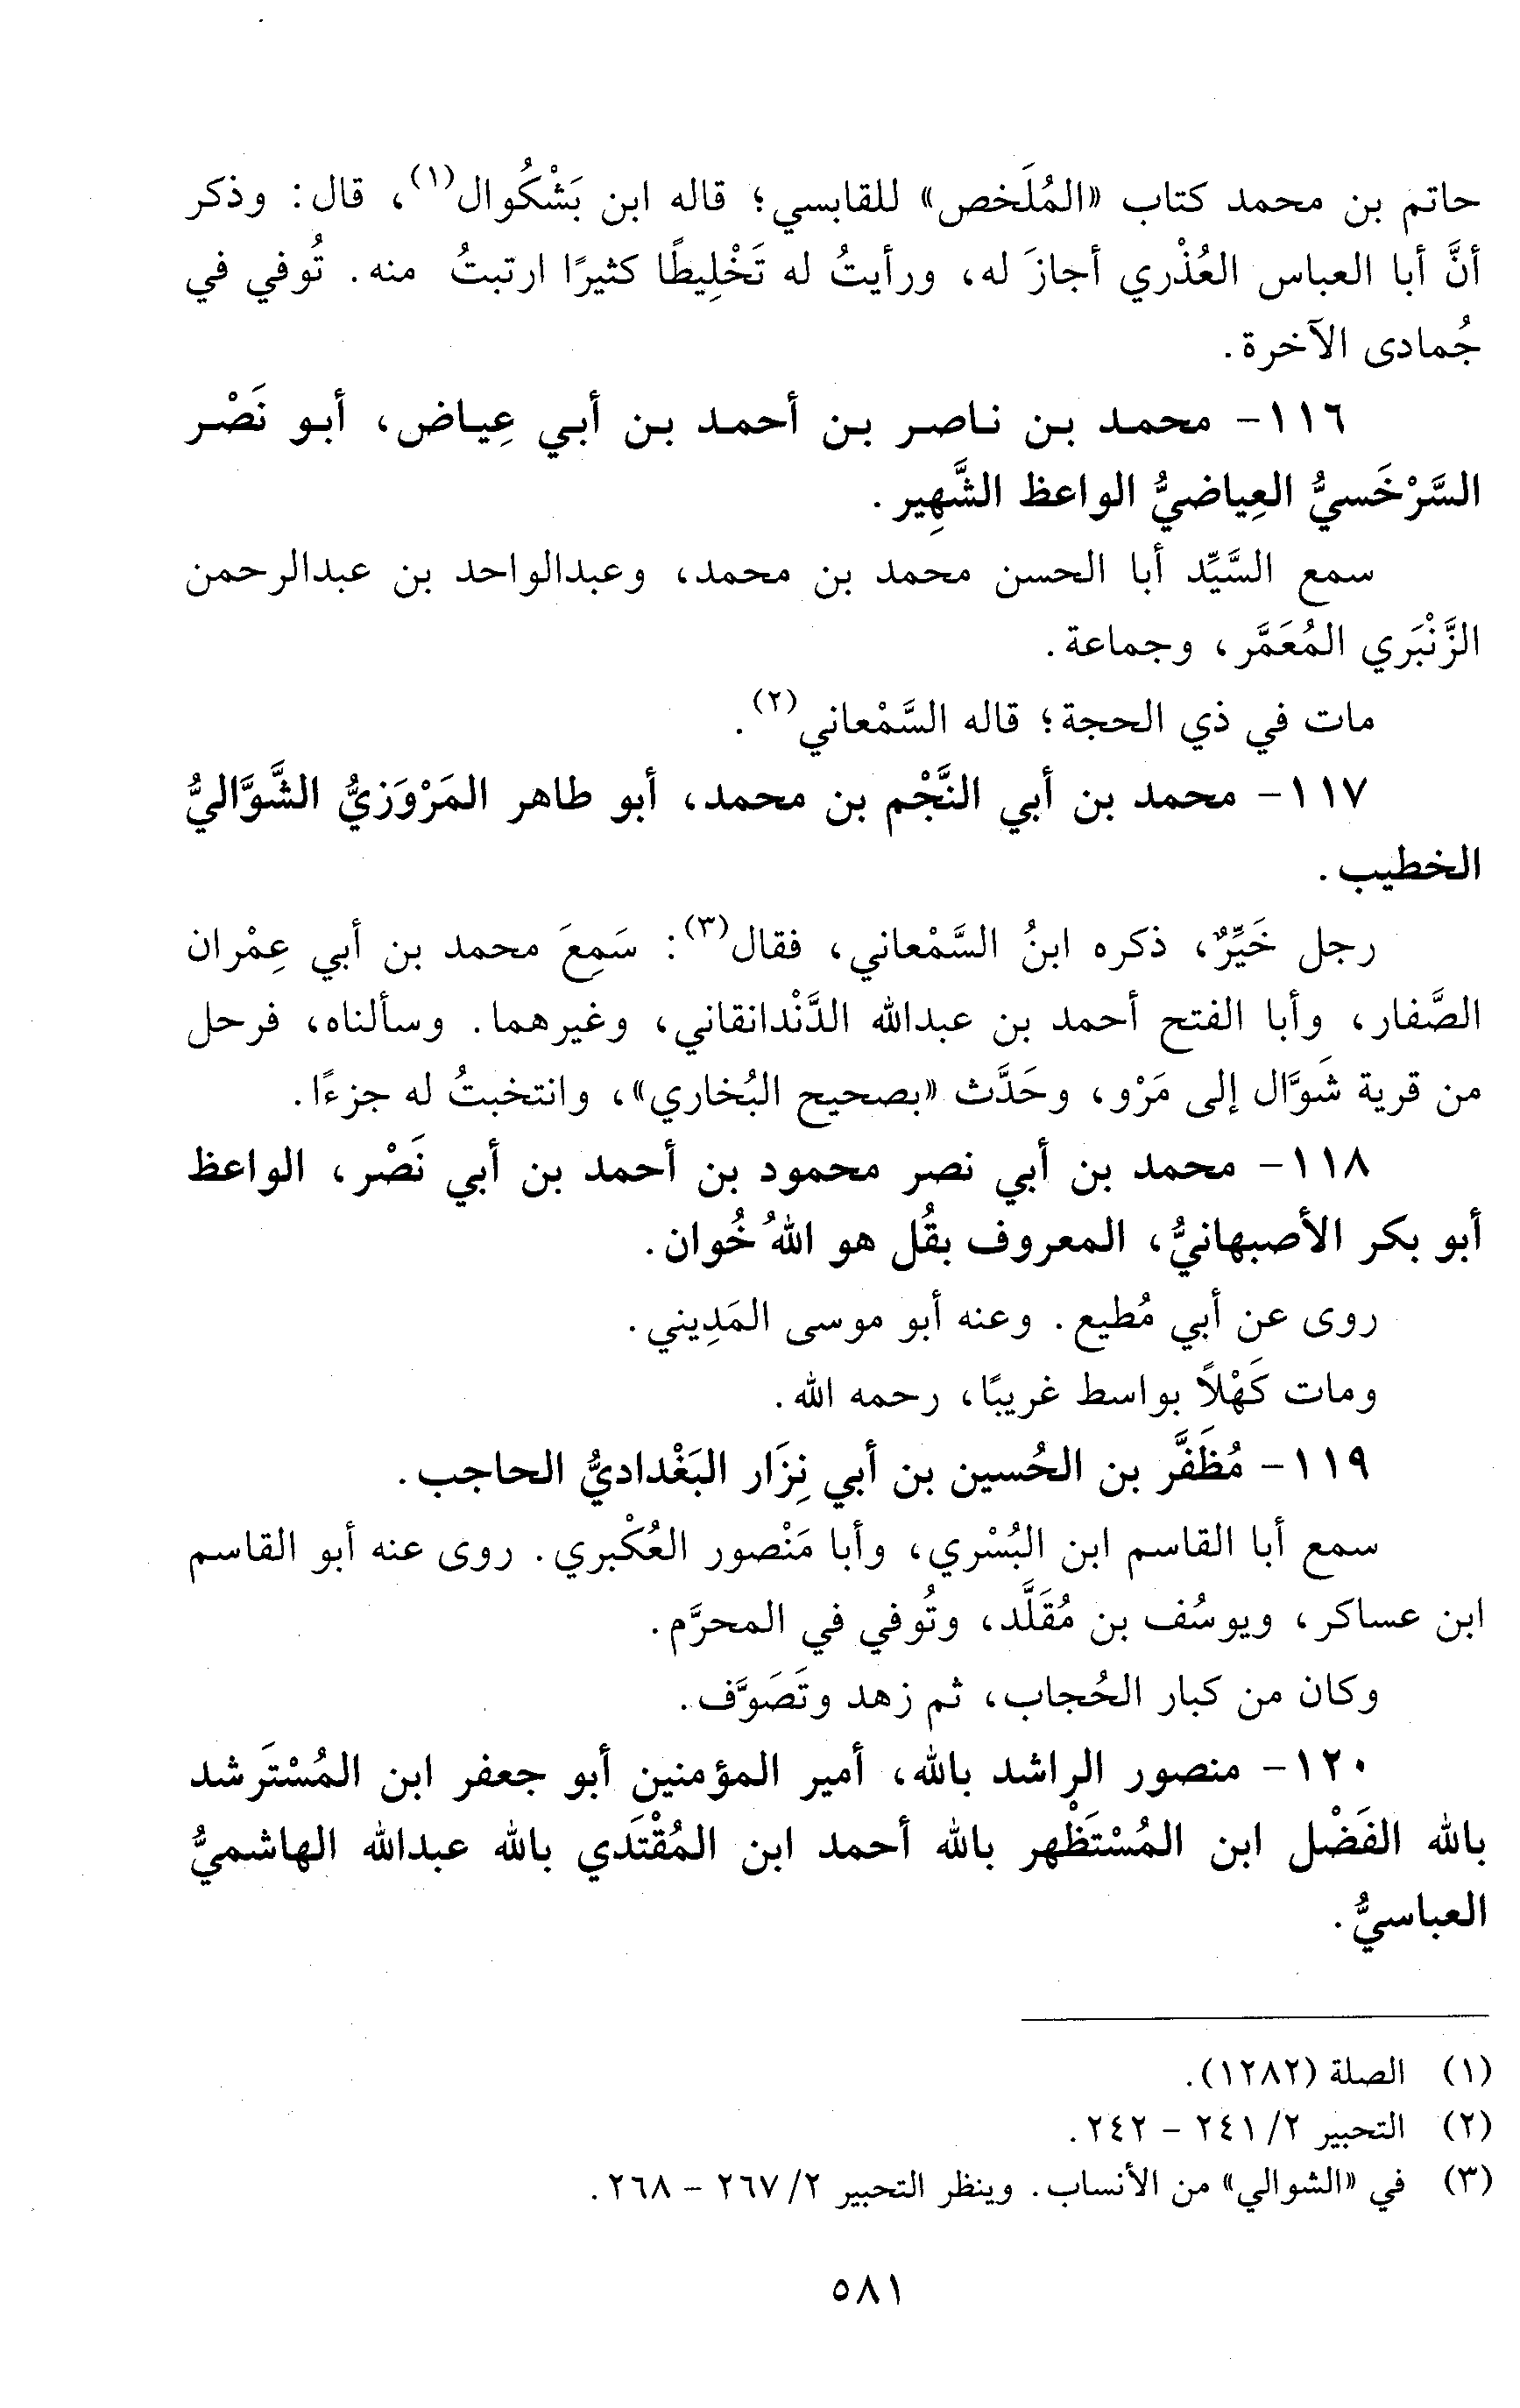 حاتم بن محمد كتاب «المُلَخص» للقابسي؛ قاله ابن بَشْكُوال(١)، قال: وذكر
أنَّ أبا العباس العُذْري أجازَ له، ورأيتُ له تَخْلِيطًا كثيرًا ارتبتُ منه. تُوفي في
جُمادى الآخرة.
١١٦- محمد بن ناصر بن أحمد بن أبي عِياض، أبو نَصْر
السَّرْخَسيُّ العِياضيُّ الواعظ الشَّهِير.
سمع السَّيِّد أبا الحسن محمد بن محمد، وعبدالواحد بن عبدالرحمن
الزَّنْبَري المُعَمَّر، وجماعة.
مات في ذي الحجة؛ قاله السَّمْعاني(٢).
١١٧- محمد بن أبي النَّجْم بن محمد، أبو طاهر المَرْوَزيُّ الشَّوَّاليُّ
الخطيب.
رجل خَيِّرٌ، ذكره ابنُ السَّمْعاني، فقال(٣): سَمِعَ محمد بن أبي عِمْران
الصَّفار، وأبا الفتح أحمد بن عبدالله الدَّنْدانقاني، وغيرهما. وسألناه، فرحل
من قرية شَوَّال إلى مَرْو، وحَدَّث «بصحيح البُخاري»، وانتخبتُ له جزءًا.
١١٨- محمد بن أبي نصر محمود بن أحمد بن أبي نَصْر، الواعظ
أبو بكر الأصبهانيُّ، المعروف بقُل هو اللهُ خُوان.
روى عن أبي مُطيع. وعنه أبو موسى المَدِيني.
ومات كَهْلاً بواسط غريبًا، رحمه الله.
١١٩- مُظَفَّر بن الحُسين بن أبي نِزَار البَغْداديُّ الحاجب.
سمع أبا القاسم ابن البُسْري، وأبا مَنْصور العُكْبري. روى عنه أبو القاسم
ابن عساكر، ويوسُف بن مُقَلَّد، وتُوفي في المحرَّم.
وكان من كبار الحُجاب، ثم زهد وتَصَوَّف.
١٢٠- منصور الراشد بالله، أمير المؤمنين أبو جعفر ابن المُسْتَرشد
بالله الفَضْل ابن المُسْتَظْهر بالله أحمد ابن المُقْتَدي بالله عبدالله الهاشميُّ
العباسيُّ.
(١) الصلة (١٢٨٢).
(٢) التحبير ٢/ ٢٤١ - ٢٤٢.
(٣) في «الشوالي» من الأنساب. وينظر التحبير ٢/ ٢٦٧ - ٢٦٨.
٥٨١